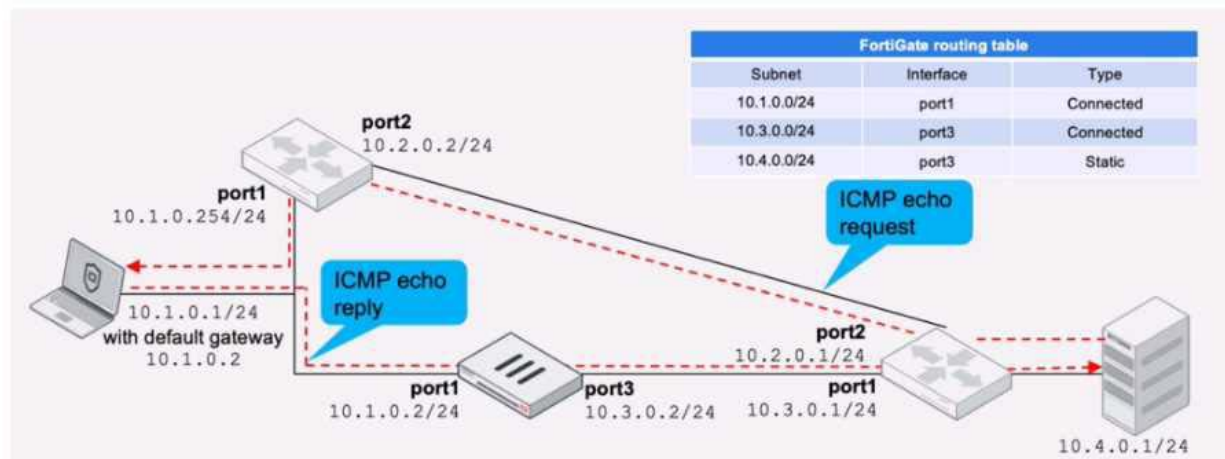 FortiGate routing table
Subnet Interface Type
10.1.0.0/24 port1 Connected
10.3.0.0/24 port3 Connected
10.4.0.0/24 port3 Static
port2
10.2.0.2/24
port1
10.1.0.254/24
ICMP echo
request
ICMP echo
reply
10.1.0.1/24
with default gateway
10.1.0.2
port2
10.2.0.1/24
port1
10.1.0.2/24
port3
10.3.0.2/24
port1
10.3.0.1/24
10.4.0.1/24